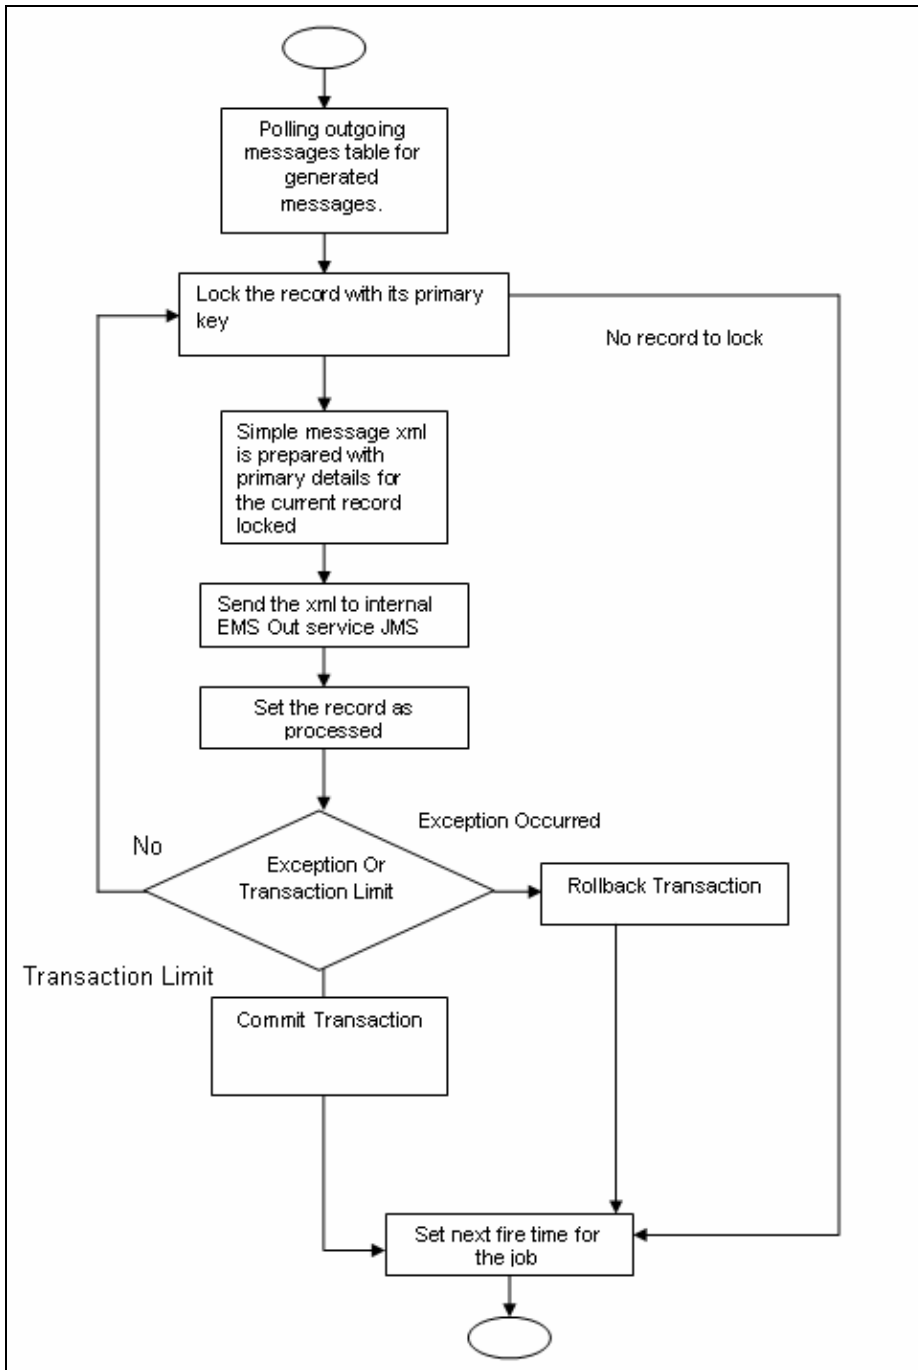 Polling outgoing
messages table for
generated
messages.
Lock the record with its primary
key
No record to lock
Simple message xml
is prepared with
primary details for
the current record
locked
Send the xml to internal
EMS Out service JMS
Set the record as
processed
Exception Occurred
No
Exception Or
Transaction Limit
Rollback Transaction
Transaction Limit
Commit Transaction
Set next fire time for
the job